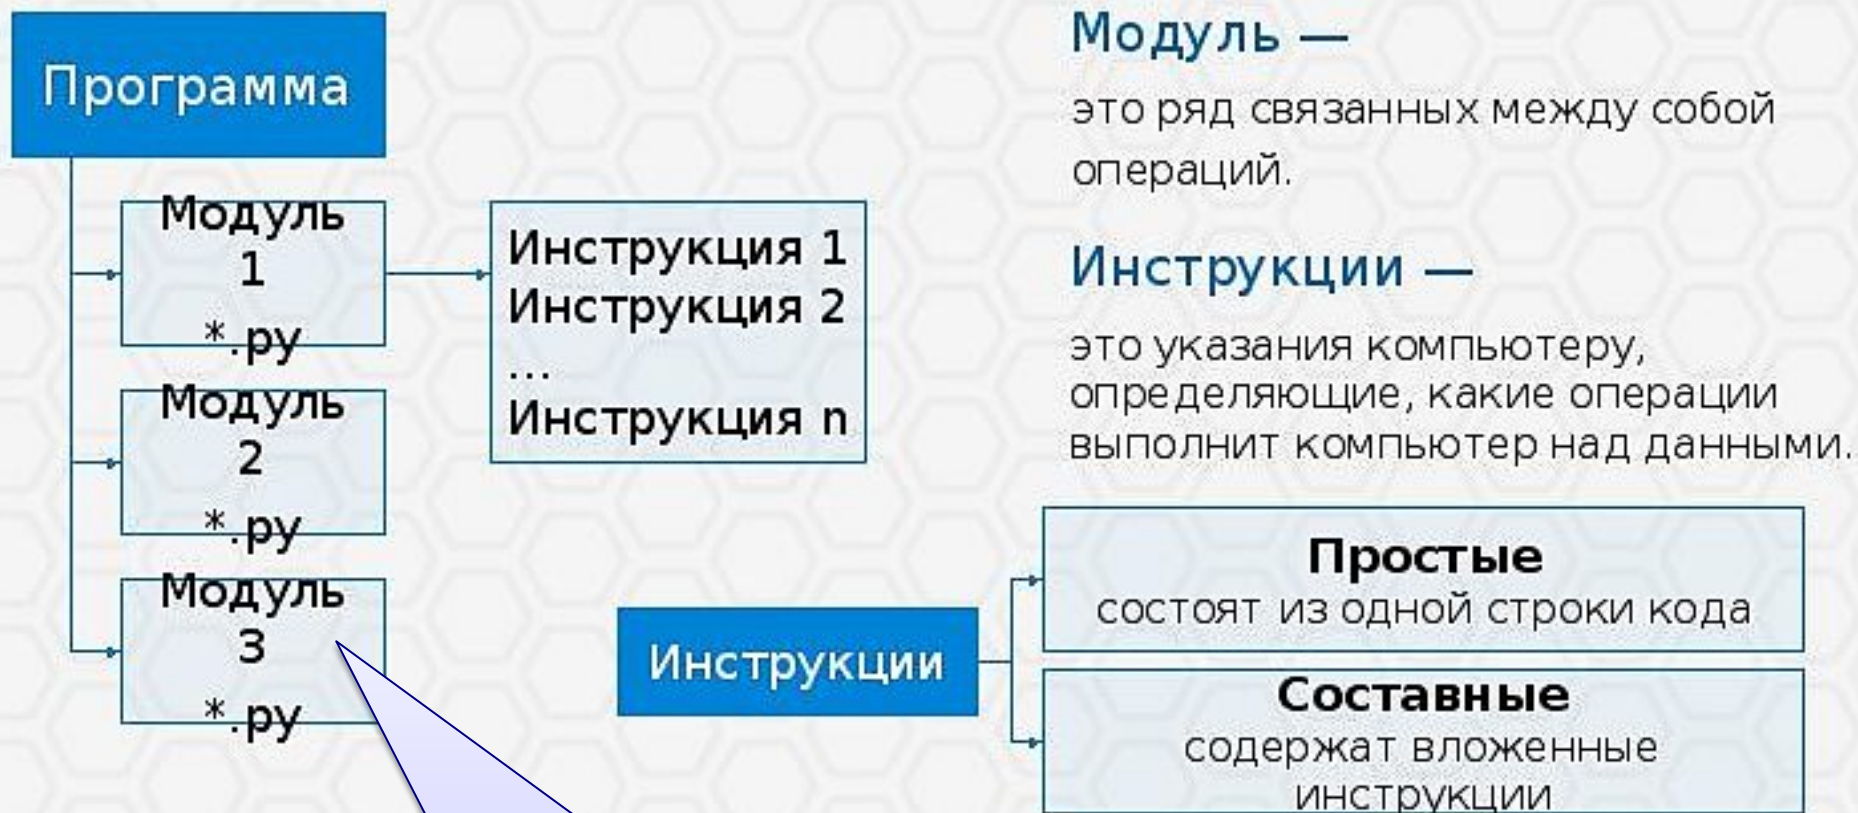 Программа
Модуль
1
*.py
Модуль
2
*.py
Модуль
3
*.py
Инструкция 1
Инструкция 2
...
Инструкция n
Модуль —
это ряд связанных между собой
операций.
Инструкции —
это указания компьютеру,
определяющие, какие операции
выполнит компьютер над данными.
Инструкции
Простые
состоят из одной строки кода
Составные
содержат вложенные
инструкции